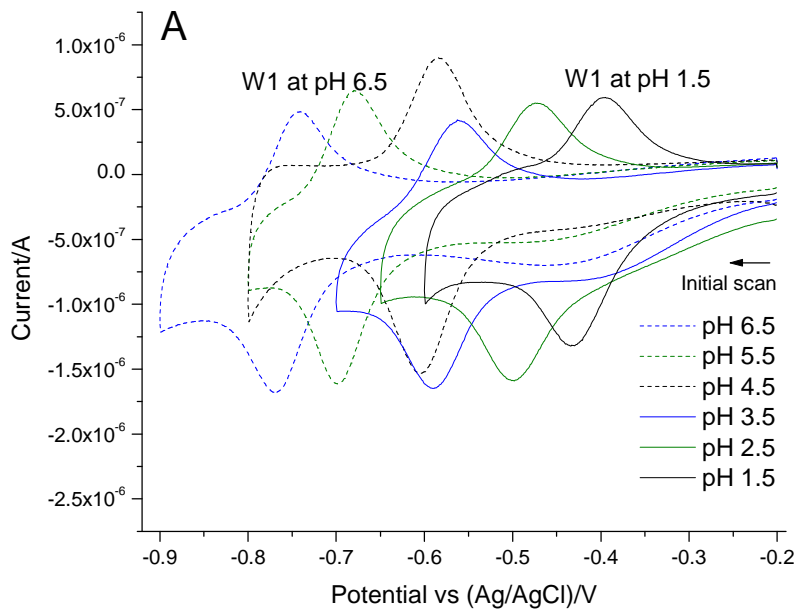 A
W1 at pH 6.5
W1 at pH 1.5
1.0x10⁻⁶
5.0x10⁻⁷
0.0
-5.0x10⁻⁷
-1.0x10⁻⁶
-1.5x10⁻⁶
-2.0x10⁻⁶
-2.5x10⁻⁶
Current/A
Initial scan
pH 6.5
pH 5.5
pH 4.5
pH 3.5
pH 2.5
pH 1.5
-0.9 -0.8 -0.7 -0.6 -0.5 -0.4 -0.3 -0.2
Potential vs (Ag/AgCl)/V